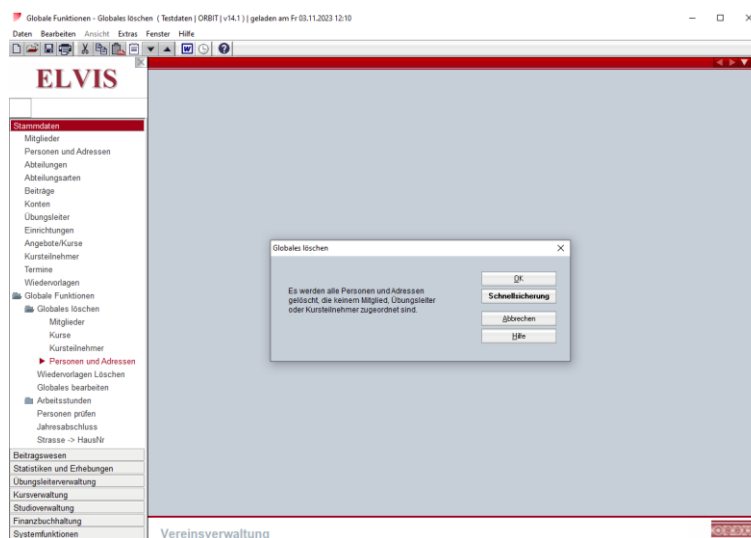 Globale Funktionen - Globales löschen ( Testdaten | ORBIT | v14.1 ) | geladen am Fr 03.11.2023 12:10
Daten Bearbeiten Ansicht Extras Fenster Hilfe
ELVIS
Stammdaten
Mitglieder
Personen und Adressen
Abteilungen
Abteilungsarten
Beiträge
Konten
Übungsleiter
Einrichtungen
Angebote/Kurse
Kursteilnehmer
Termine
Wiedervorlagen
Globale Funktionen
Globales löschen
Mitglieder
Kurse
Kursteilnehmer
Personen und Adressen
Wiedervorlagen Löschen
Globales bearbeiten
Arbeitsstunden
Personen prüfen
Jahresabschluss
Strasse -> HausNr
Beitragswesen
Statistiken und Erhebungen
Übungsleiterverwaltung
Kursverwaltung
Studioverwaltung
Finanzbuchhaltung
Systemfunktionen
Globales löschen
Es werden alle Personen und Adressen
gelöscht, die keinem Mitglied, Übungsleiter
oder Kursteilnehmer zugeordnet sind.
OK
Schnellsicherung
Abbrechen
Hilfe
Vereinsverwaltung